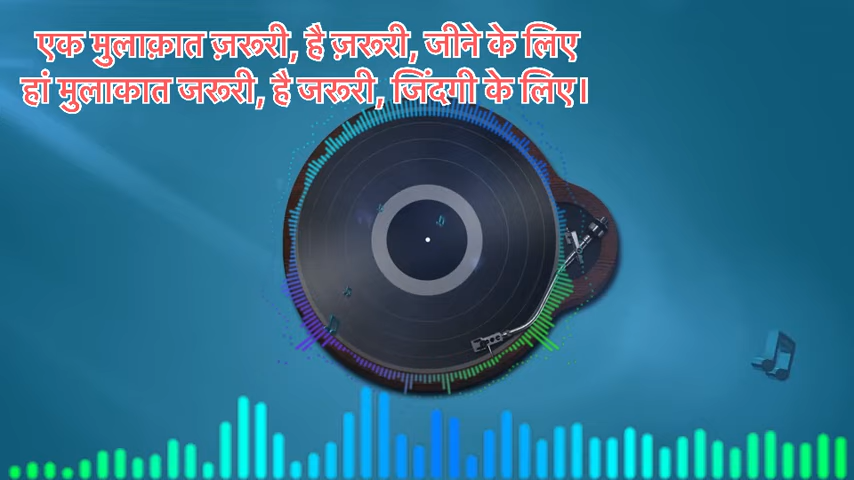 एक मुलाक़ात ज़रूरी, है ज़रूरी, जीने के लिए
हां मुलाकात जरूरी, है जरूरी, जिंदगी के लिए।